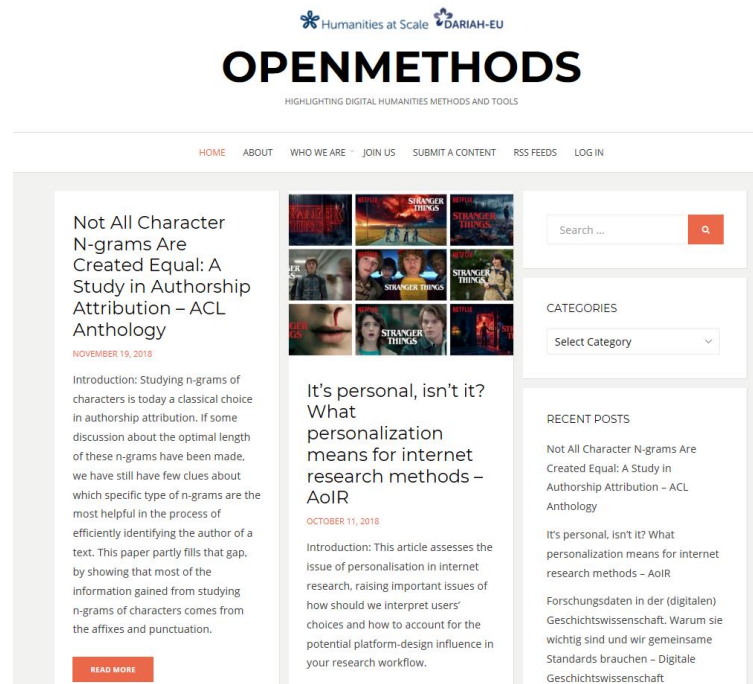 Humanities at Scale DARIAH-EU
OPENMETHODS
HIGHLIGHTING DIGITAL HUMANITIES METHODS AND TOOLS
HOME ABOUT WHO WE ARE JOIN US SUBMIT A CONTENT RSS FEEDS LOG IN
Not All Character
N-grams Are
Created Equal: A
Study in Authorship
Attribution – ACL
Anthology
NOVEMBER 19, 2018
Introduction: Studying n-grams of
characters is today a classical choice
in authorship attribution. If some
discussion about the optimal length
of these n-grams have been made,
we have still have few clues about
which specific type of n-grams are the
most helpful in the process of
efficiently identifying the author of a
text. This paper partly fills that gap,
by showing that most of the
information gained from studying
n-grams of characters comes from
the affixes and punctuation.
READ MORE
NETFLIX
STRANGER
THINGS
NETFLIX
STRANGER
THINGS
STRANGER THINGS
STRANGER
THINGS
STRANGER
THINGS
NETFLIX
It's personal, isn't it?
What
personalization
means for internet
research methods –
AoIR
OCTOBER 11, 2018
Introduction: This article assesses the
issue of personalisation in internet
research, raising important issues of
how should we interpret users'
choices and how to account for the
potential platform-design influence in
your research workflow.
Search ...
CATEGORIES
Select Category
RECENT POSTS
Not All Character N-grams Are
Created Equal: A Study in
Authorship Attribution – ACL
Anthology
It's personal, isn't it? What
personalization means for internet
research methods – AoIR
Forschungsdaten in der (digitalen)
Geschichtswissenschaft. Warum sie
wichtig sind und wir gemeinsame
Standards brauchen – Digitale
Geschichtswissenschaft